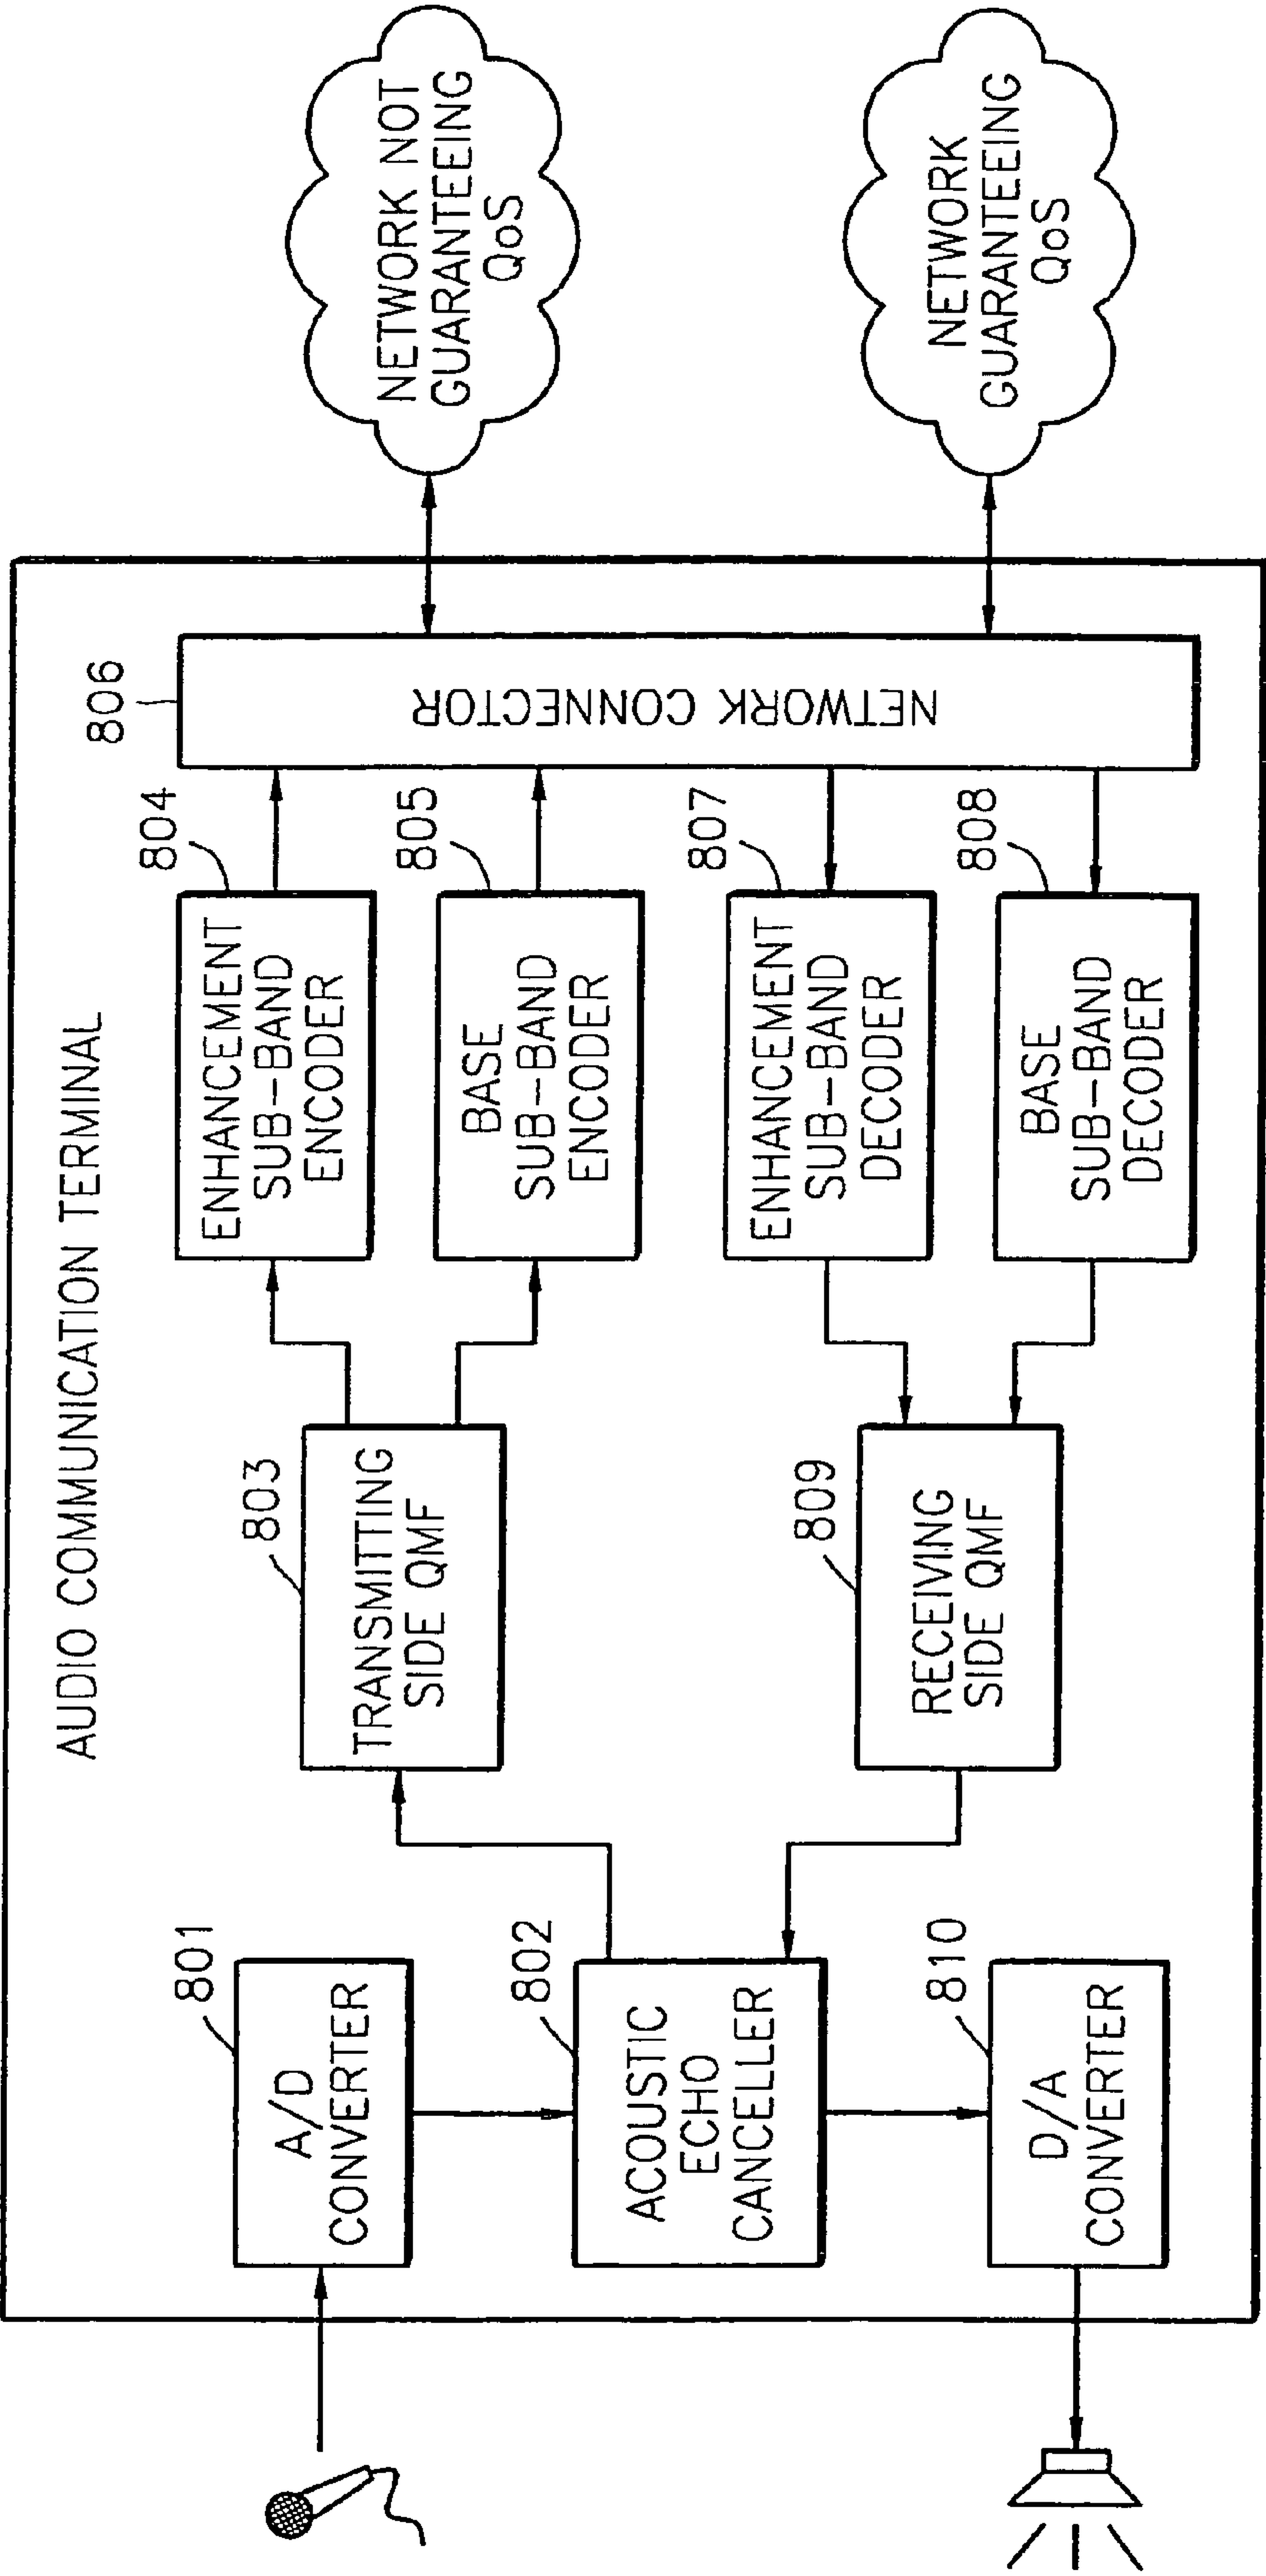 AUDIO COMMUNICATION TERMINAL
801
A/D
CONVERTER
802
ACOUSTIC
ECHO
CANCELLER
810
D/A
CONVERTER
803
TRANSMITTING
SIDE QMF
809
RECEIVING
SIDE QMF
804
ENHANCEMENT
SUB-BAND
ENCODER
805
BASE
SUB-BAND
ENCODER
807
ENHANCEMENT
SUB-BAND
DECODER
808
BASE
SUB-BAND
DECODER
806
NETWORK CONNECTOR
NETWORK NOT
GUARANTEEING
QoS
NETWORK
GUARANTEEING
QoS